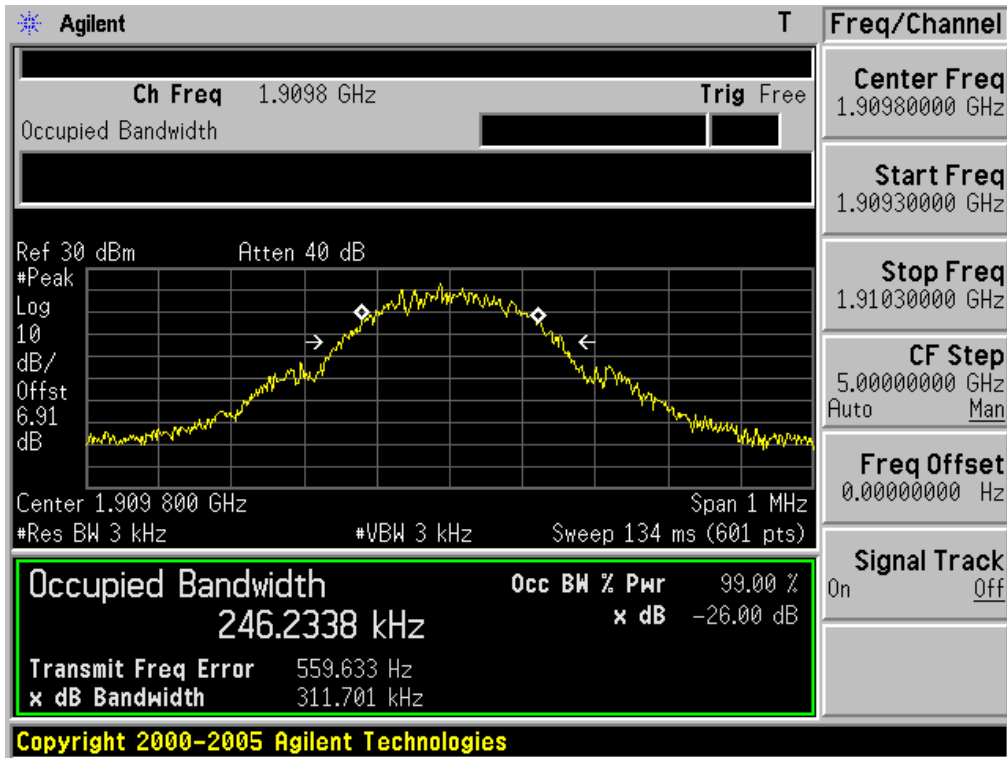 Agilent T
Ch Freq 1.9098 GHz Trig Free
Occupied Bandwidth
Ref 30 dBm Atten 40 dB
#Peak
Log
10
dB/
Offst
6.91
dB
Center 1.909 800 GHz Span 1 MHz
#Res BW 3 kHz #VBW 3 kHz Sweep 134 ms (601 pts)
Occupied Bandwidth
246.2338 kHz
Occ BW % Pwr 99.00 %
x dB -26.00 dB
Transmit Freq Error 559.633 Hz
x dB Bandwidth 311.701 kHz
Copyright 2000-2005 Agilent Technologies
Freq/Channel
Center Freq
1.90980000 GHz
Start Freq
1.90930000 GHz
Stop Freq
1.91030000 GHz
CF Step
5.00000000 GHz
Auto Man
Freq Offset
0.00000000 Hz
Signal Track
On Off